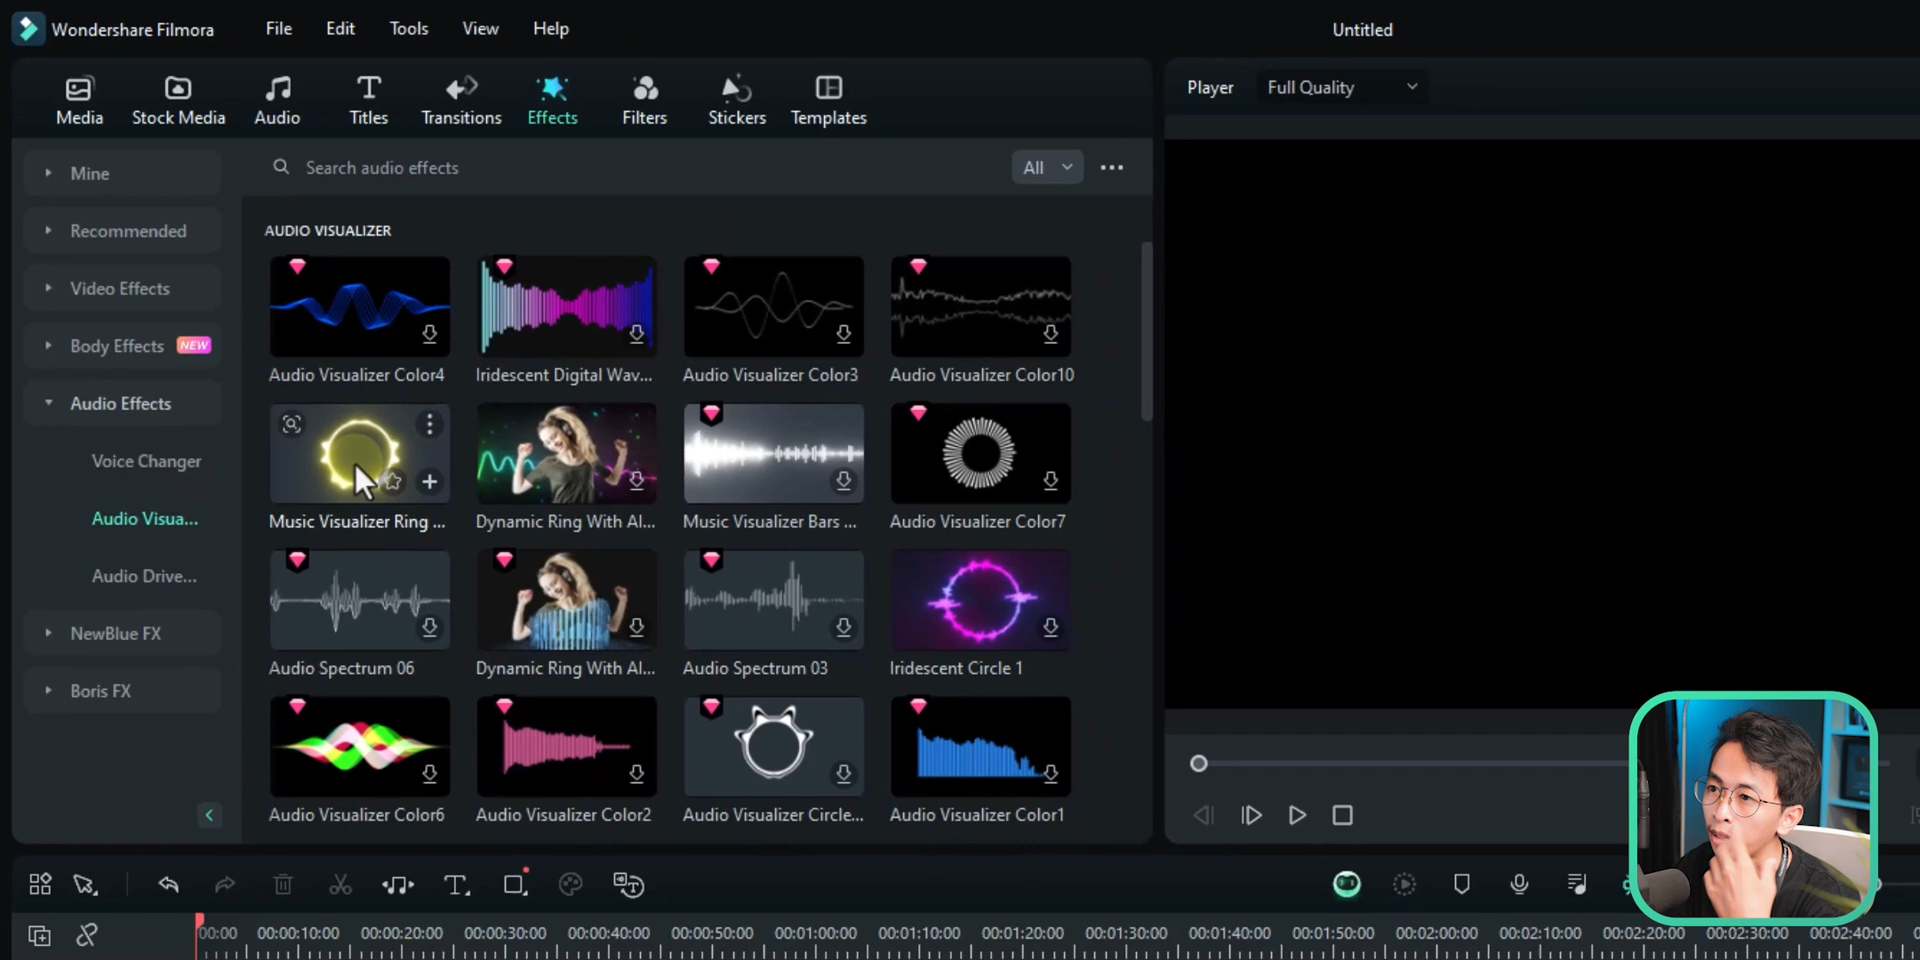 Wondershare Filmora
File
Edit
Tools
View
Help
Untitled
Media
Stock Media
Audio
Titles
Transitions
Effects
Filters
Stickers
Templates
Player
Full Quality
Mine
Recommended
Video Effects
Body Effects NEW
Audio Effects
Voice Changer
Audio Visua...
Audio Drive...
NewBlue FX
Boris FX
Search audio effects
All
AUDIO VISUALIZER
Audio Visualizer Color4
Iridescent Digital Wav...
Audio Visualizer Color3
Audio Visualizer Color10
Music Visualizer Ring ...
Dynamic Ring With Al...
Music Visualizer Bars ...
Audio Visualizer Color7
Audio Spectrum 06
Dynamic Ring With Al...
Audio Spectrum 03
Iridescent Circle 1
Audio Visualizer Color6
Audio Visualizer Color2
Audio Visualizer Circle...
Audio Visualizer Color1
00:00
00:00:10:00
00:00:20:00
00:00:30:00
00:00:40:00
00:00:50:00
00:01:00:00
00:01:10:00
00:01:20:00
00:01:30:00
00:01:40:00
00:01:50:00
00:02:00:00
00:02:10:00
00:02:20:00
00:02:30:00
00:02:40:00